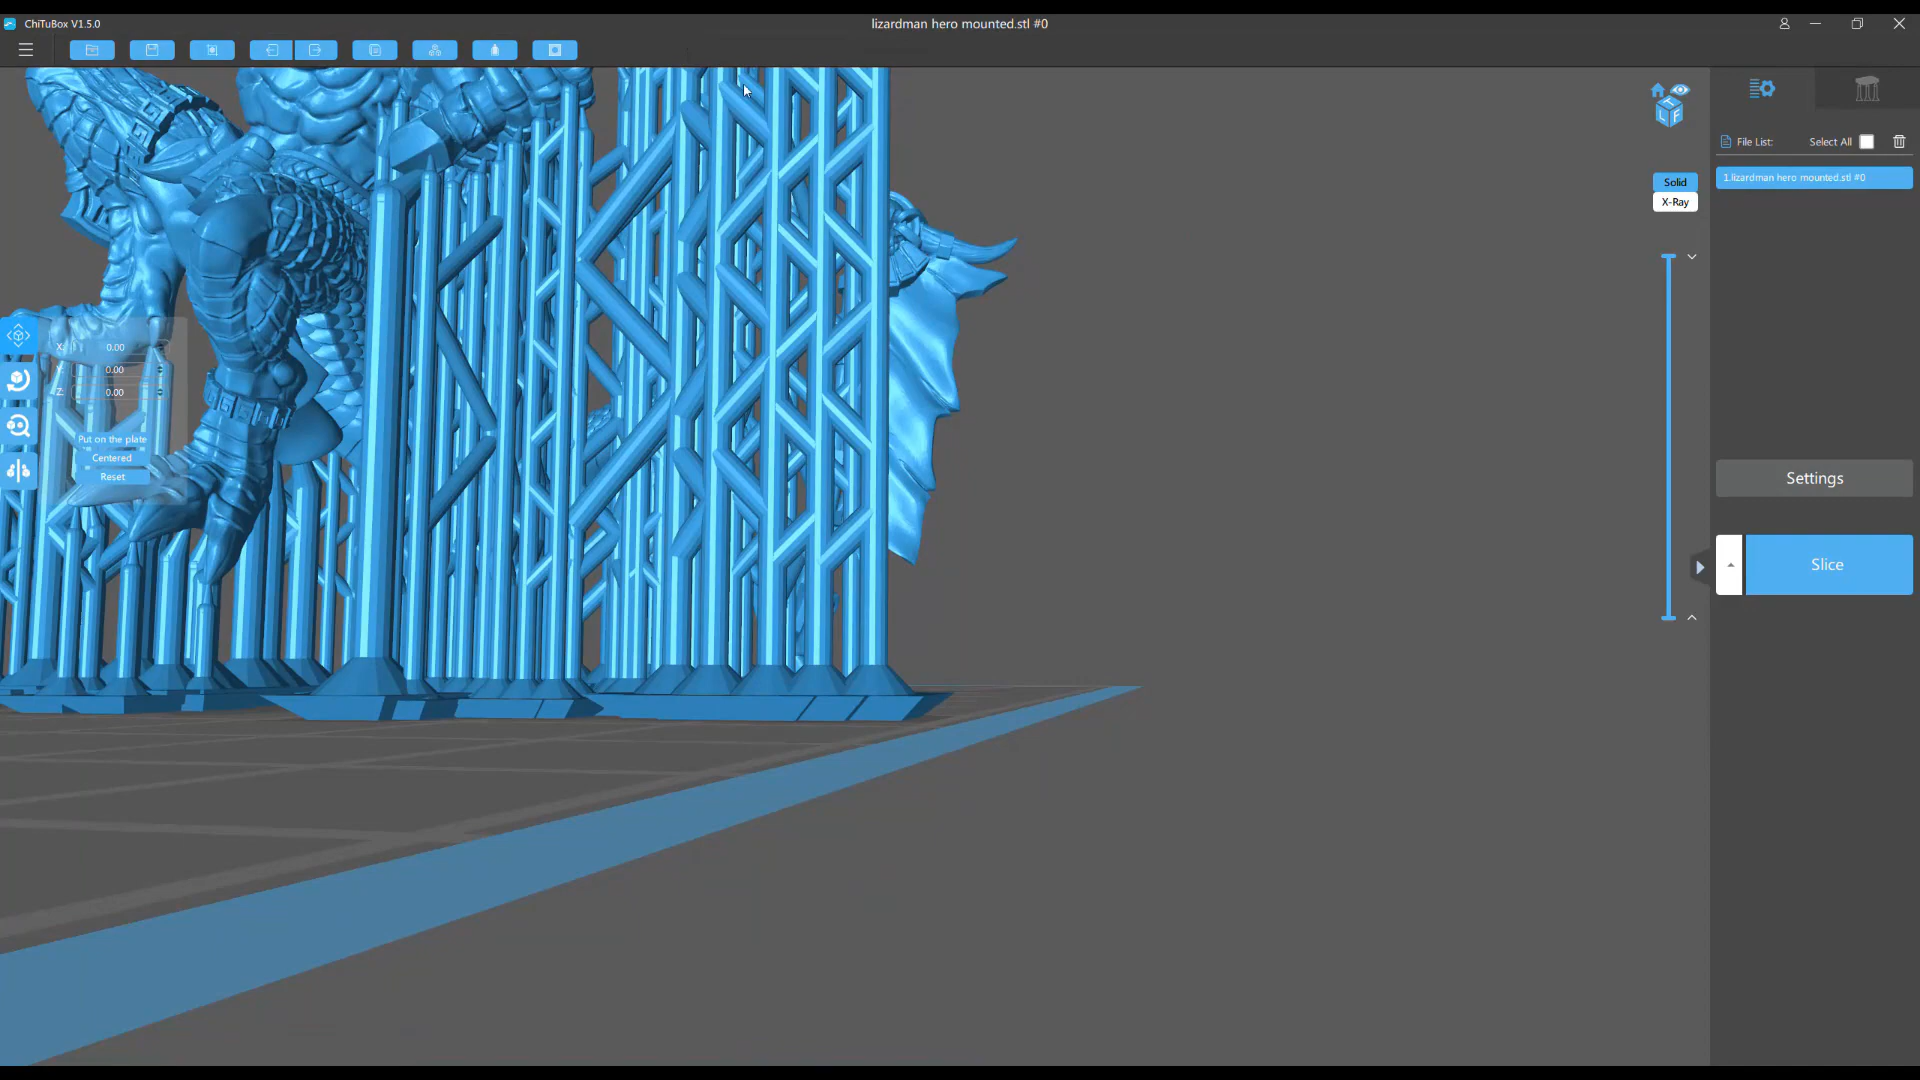 ChiTuBox V1.5.0
lizardman hero mounted.stl #0
File List:
Select All
1.lizardman hero mounted.stl #0
Solid
X-Ray
X: 0.00
Y: 0.00
Z: 0.00
Put on the plate
Centered
Reset
Settings
Slice
L
F